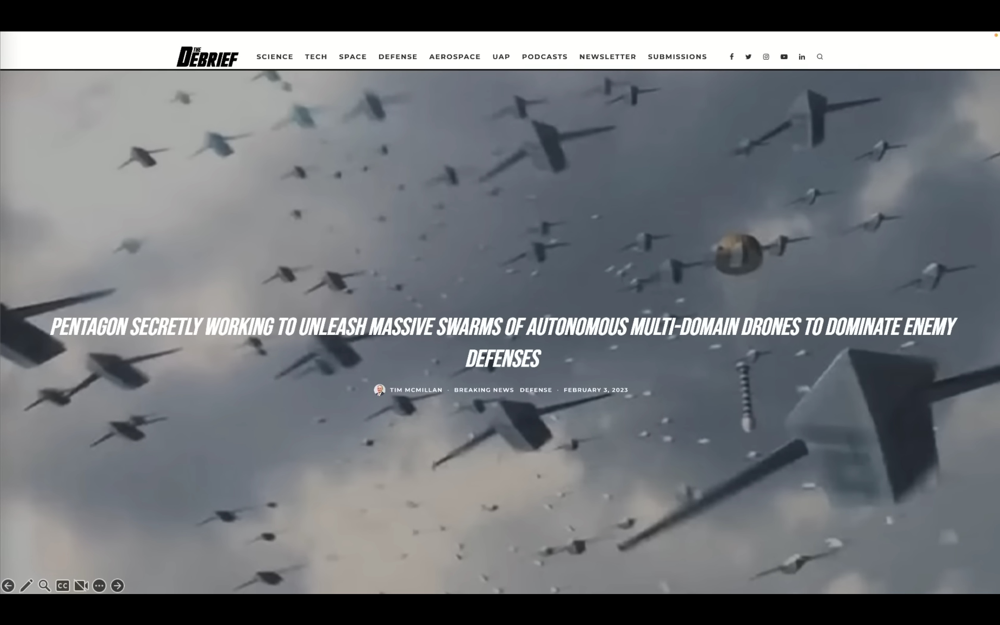 THE
DEBRIEF
SCIENCE TECH SPACE DEFENSE AEROSPACE UAP PODCASTS NEWSLETTER SUBMISSIONS
PENTAGON SECRETLY WORKING TO UNLEASH MASSIVE SWARMS OF AUTONOMOUS MULTI-DOMAIN DRONES TO DOMINATE ENEMY
DEFENSES
TIM MCMILLAN · BREAKING NEWS DEFENSE · FEBRUARY 3, 2023
CC